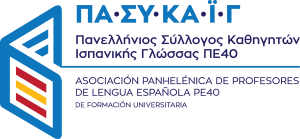 ΠΑ·ΣΥ·ΚΑ·Ϊ·Γ
Πανελλήνιος Σύλλογος Καθηγητών
Ισπανικής Γλώσσας ΠΕ40
ASOCIACIÓN PANHELÉNICA DE PROFESORES
DE LENGUA ESPAÑOLA PE40
DE FORMACIÓN UNIVERSITARIA